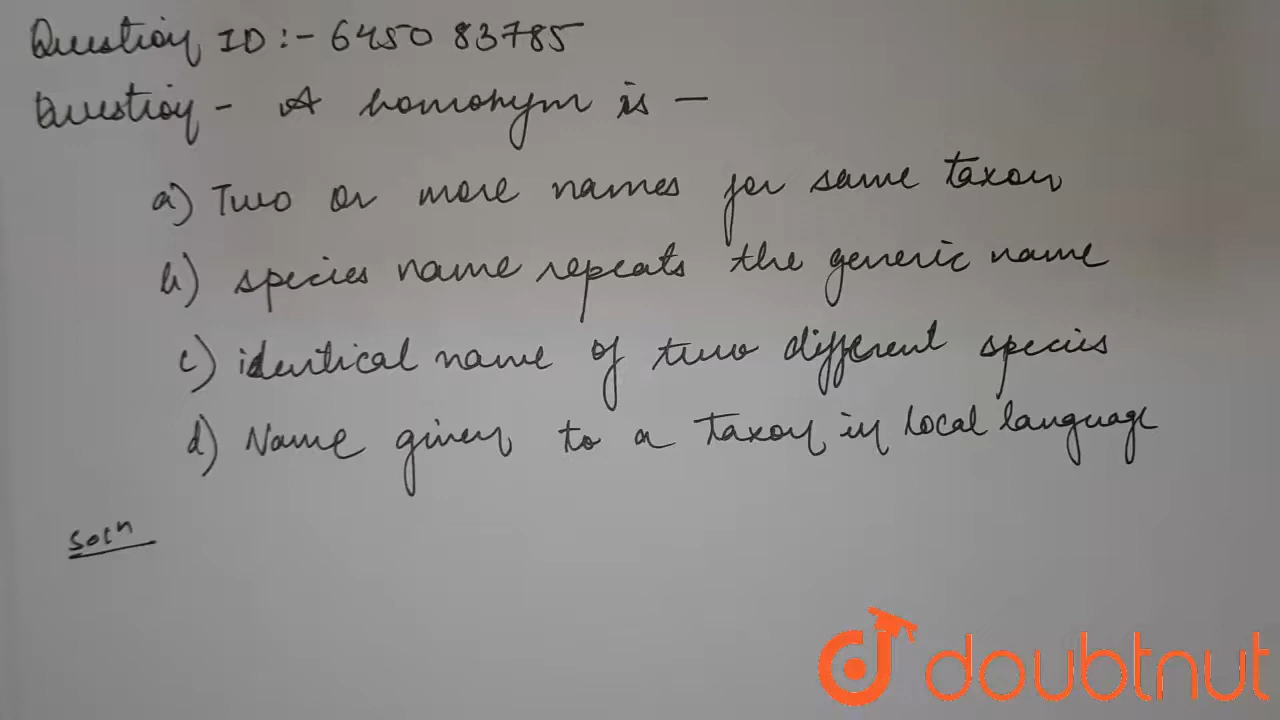 Question ID :- 6450 83785
Question - A homonym is -
a) Two or more names for same taxon
b) species name repeats the generic name
c) identical name of two different species
d) Name given to a taxon in local language
Solⁿ
doubtnut